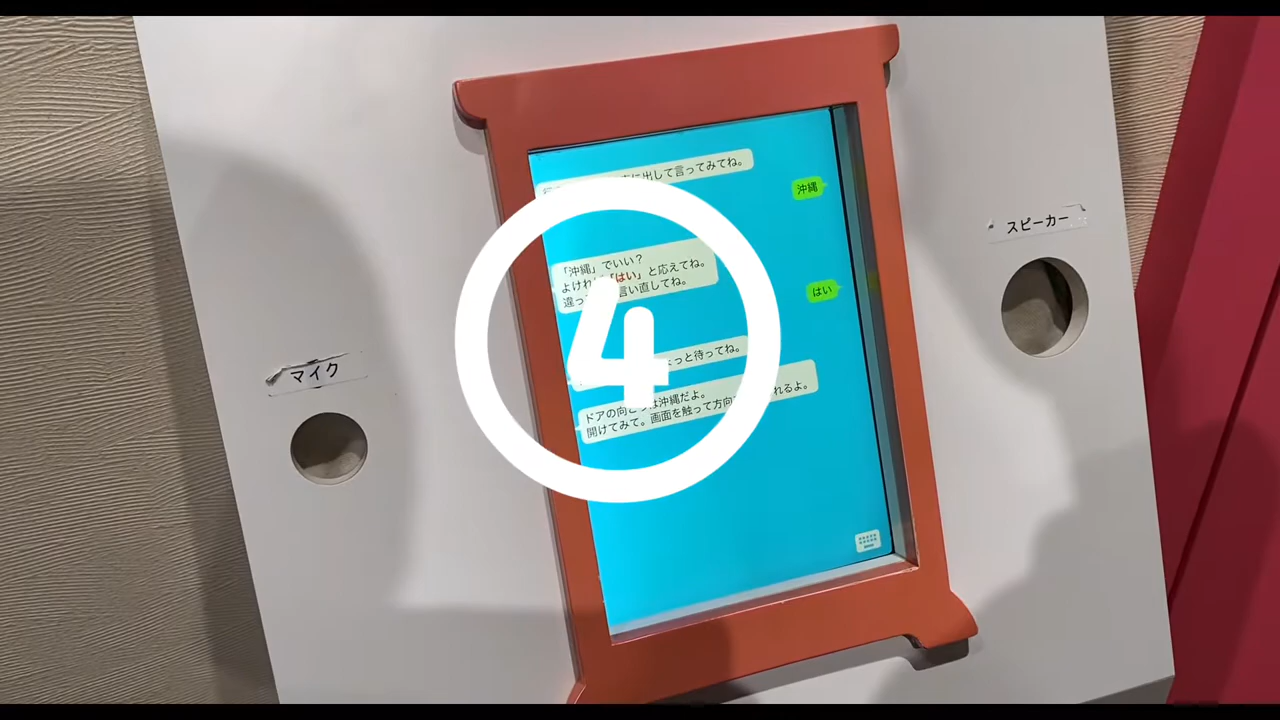 に出して言ってみてね。
沖縄
「沖縄」でいい?
よければ「はい」と応えてね。
違っ 言い直してね。
はい
ょっと待ってね。
ドアの向こうは沖縄だよ。
開けてみて。画面を触って方向 れるよ。
マイク
スピーカー
4